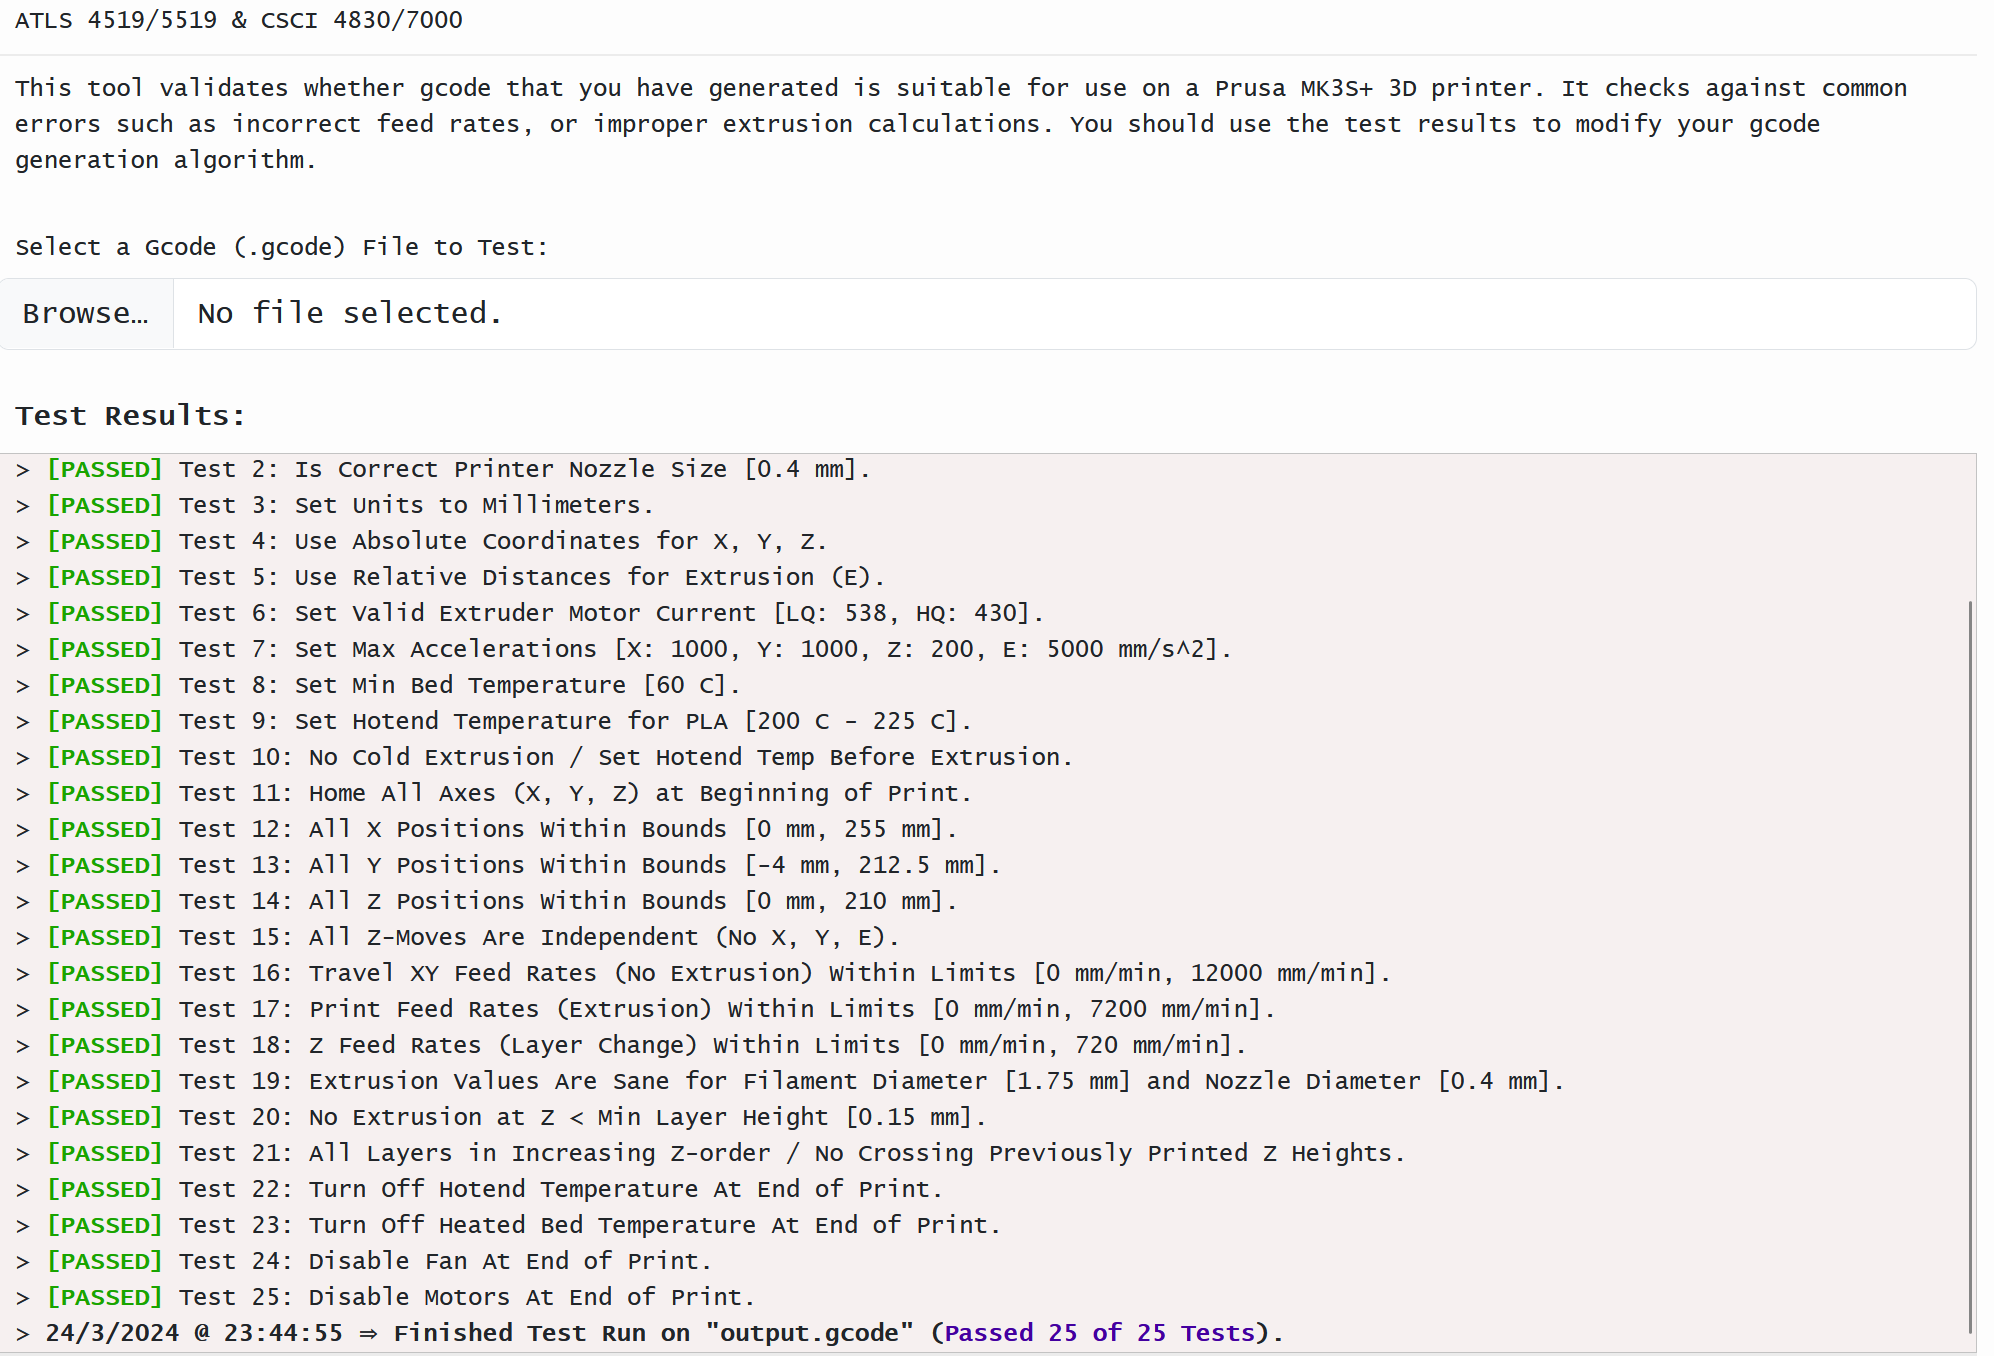 ATLS 4519/5519 & CSCI 4830/7000
This tool validates whether gcode that you have generated is suitable for use on a Prusa MK3S+ 3D printer. It checks against common
errors such as incorrect feed rates, or improper extrusion calculations. You should use the test results to modify your gcode
generation algorithm.
Select a Gcode (.gcode) File to Test:
Browse… No file selected.
Test Results:
> [PASSED] Test 2: Is Correct Printer Nozzle Size [0.4 mm].
> [PASSED] Test 3: Set Units to Millimeters.
> [PASSED] Test 4: Use Absolute Coordinates for X, Y, Z.
> [PASSED] Test 5: Use Relative Distances for Extrusion (E).
> [PASSED] Test 6: Set Valid Extruder Motor Current [LQ: 538, HQ: 430].
> [PASSED] Test 7: Set Max Accelerations [X: 1000, Y: 1000, Z: 200, E: 5000 mm/s^2].
> [PASSED] Test 8: Set Min Bed Temperature [60 C].
> [PASSED] Test 9: Set Hotend Temperature for PLA [200 C - 225 C].
> [PASSED] Test 10: No Cold Extrusion / Set Hotend Temp Before Extrusion.
> [PASSED] Test 11: Home All Axes (X, Y, Z) at Beginning of Print.
> [PASSED] Test 12: All X Positions Within Bounds [0 mm, 255 mm].
> [PASSED] Test 13: All Y Positions Within Bounds [-4 mm, 212.5 mm].
> [PASSED] Test 14: All Z Positions Within Bounds [0 mm, 210 mm].
> [PASSED] Test 15: All Z-Moves Are Independent (No X, Y, E).
> [PASSED] Test 16: Travel XY Feed Rates (No Extrusion) Within Limits [0 mm/min, 12000 mm/min].
> [PASSED] Test 17: Print Feed Rates (Extrusion) Within Limits [0 mm/min, 7200 mm/min].
> [PASSED] Test 18: Z Feed Rates (Layer Change) Within Limits [0 mm/min, 720 mm/min].
> [PASSED] Test 19: Extrusion Values Are Sane for Filament Diameter [1.75 mm] and Nozzle Diameter [0.4 mm].
> [PASSED] Test 20: No Extrusion at Z < Min Layer Height [0.15 mm].
> [PASSED] Test 21: All Layers in Increasing Z-order / No Crossing Previously Printed Z Heights.
> [PASSED] Test 22: Turn Off Hotend Temperature At End of Print.
> [PASSED] Test 23: Turn Off Heated Bed Temperature At End of Print.
> [PASSED] Test 24: Disable Fan At End of Print.
> [PASSED] Test 25: Disable Motors At End of Print.
> 24/3/2024 @ 23:44:55 ⇒ Finished Test Run on "output.gcode" (Passed 25 of 25 Tests).